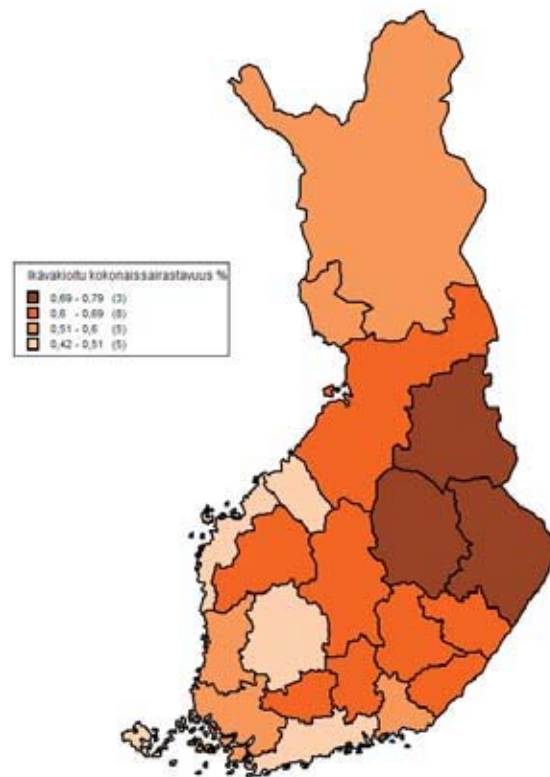 Ikävakioitu kokonaissairastavuus %
0,69 - 0,79 (3)
0,6 - 0,69 (8)
0,51 - 0,6 (5)
0,42 - 0,51 (5)